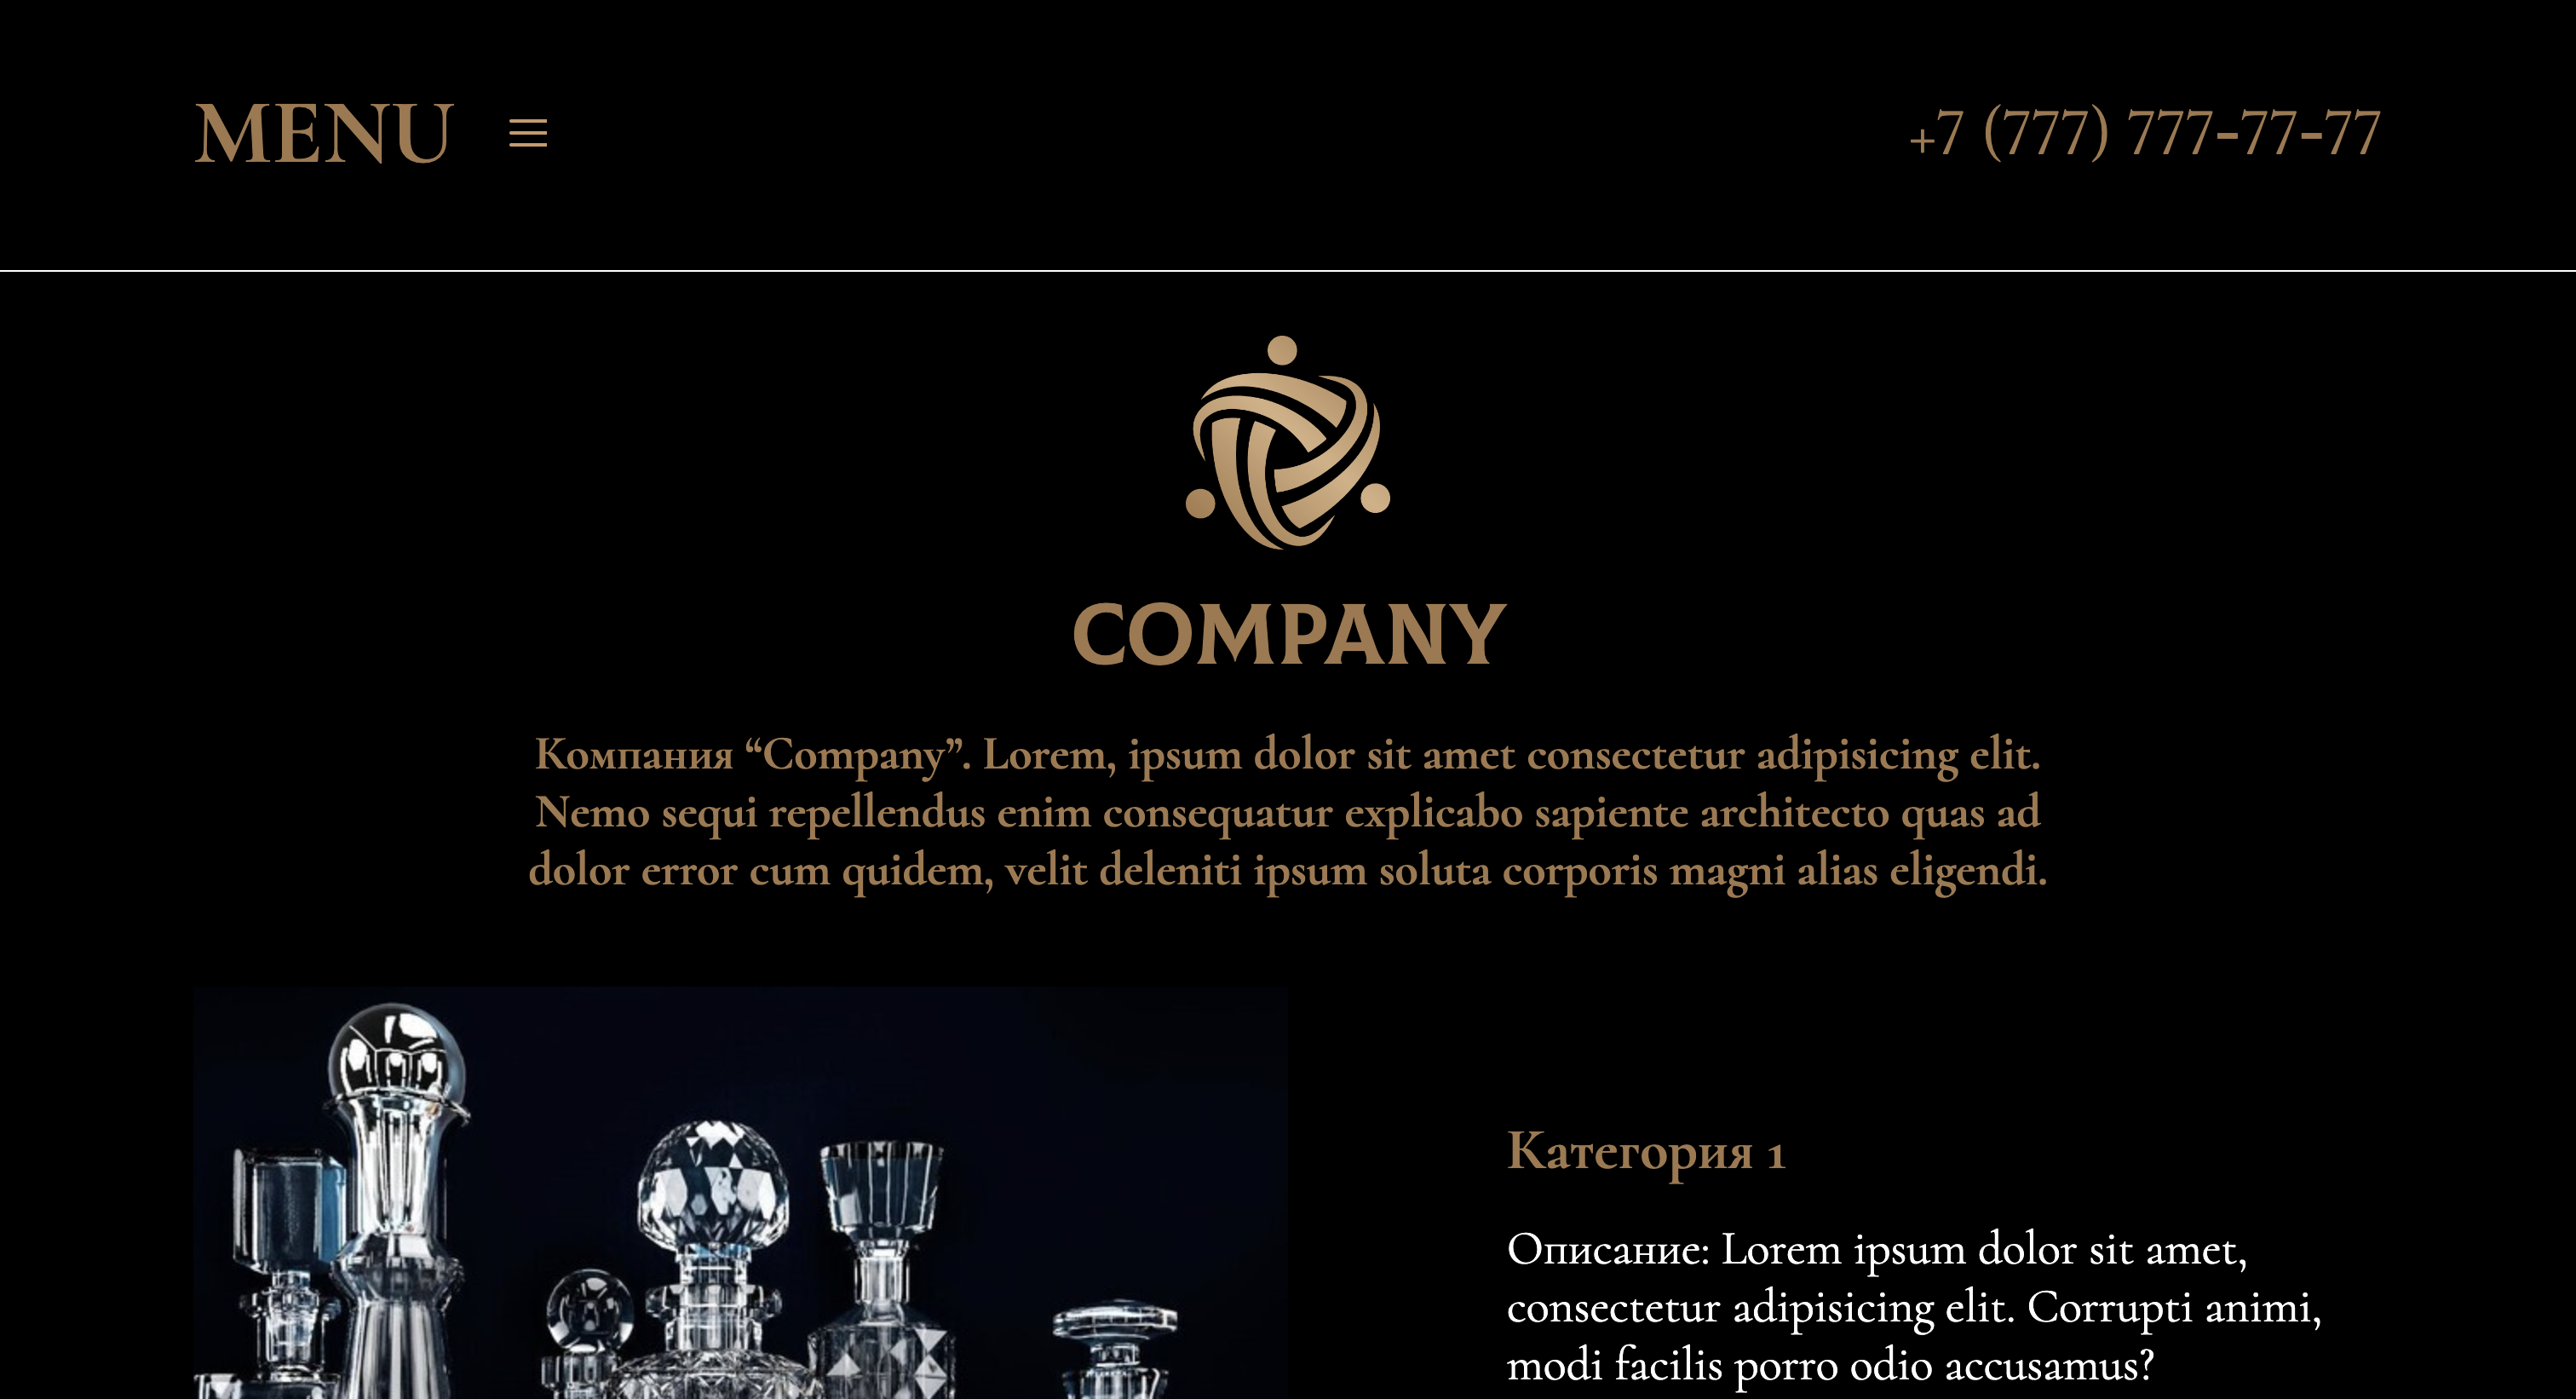 MENU
+7 (777) 777-77-77
COMPANY
Компания “Company”. Lorem, ipsum dolor sit amet consectetur adipisicing elit.
Nemo sequi repellendus enim consequatur explicabo sapiente architecto quas ad
dolor error cum quidem, velit deleniti ipsum soluta corporis magni alias eligendi.
Категория 1
Описание: Lorem ipsum dolor sit amet,
consectetur adipisicing elit. Corrupti animi,
modi facilis porro odio accusamus?